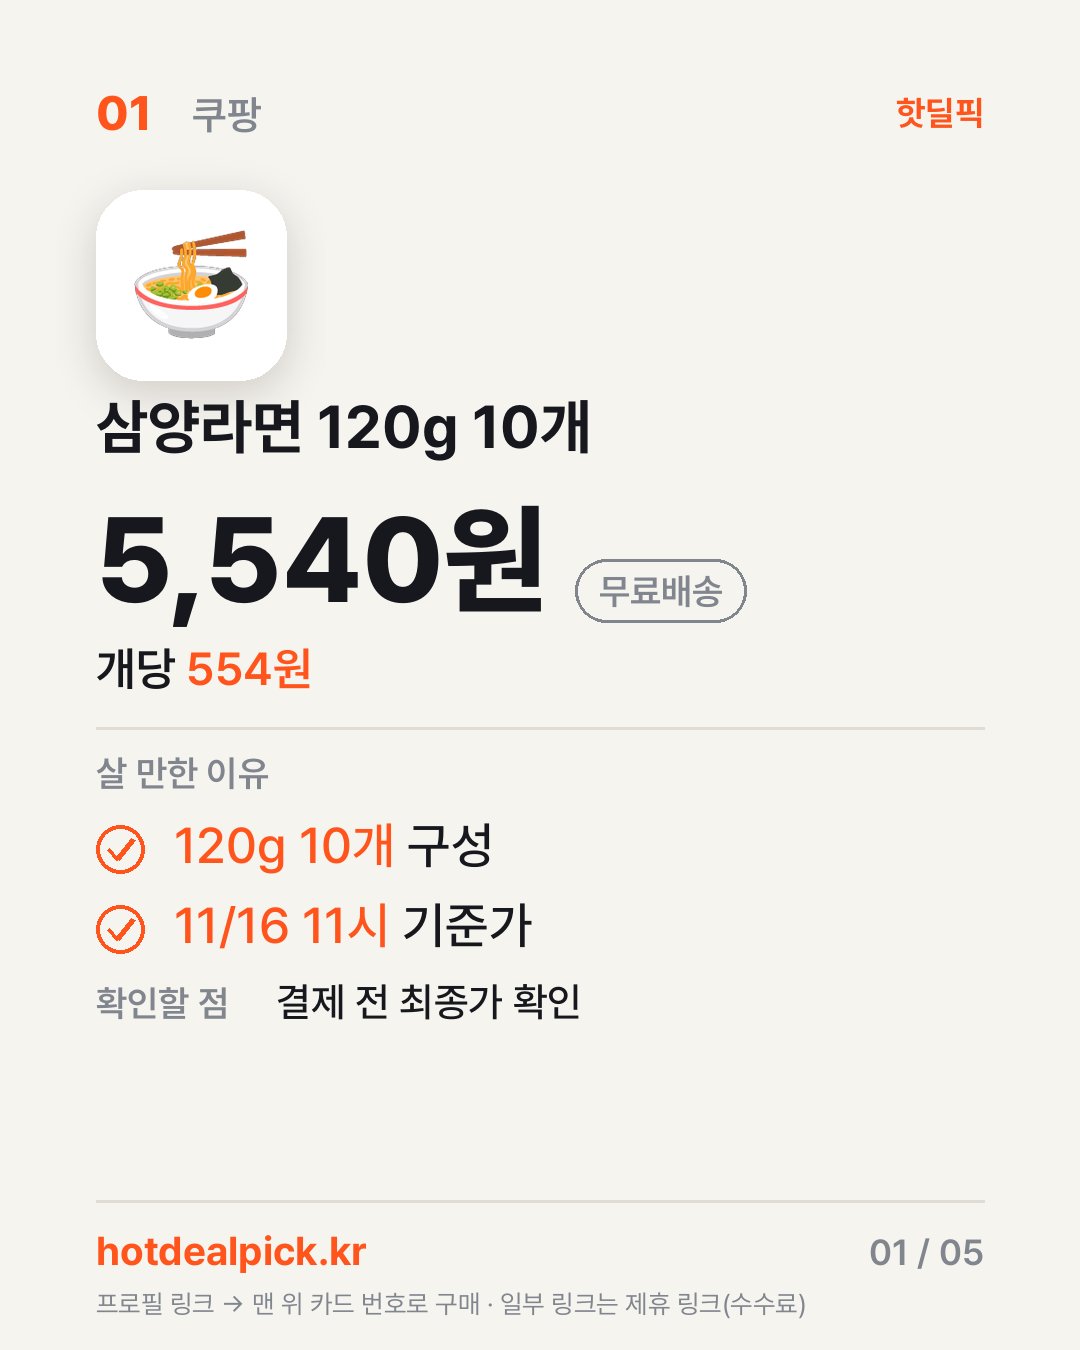 01 쿠팡 핫딜픽
삼양라면 120g 10개
5,540원 무료배송
개당 554원
살 만한 이유
120g 10개 구성
11/16 11시 기준가
확인할 점 결제 전 최종가 확인
hotdealpick.kr 01 / 05
프로필 링크 → 맨 위 카드 번호로 구매 · 일부 링크는 제휴 링크(수수료)